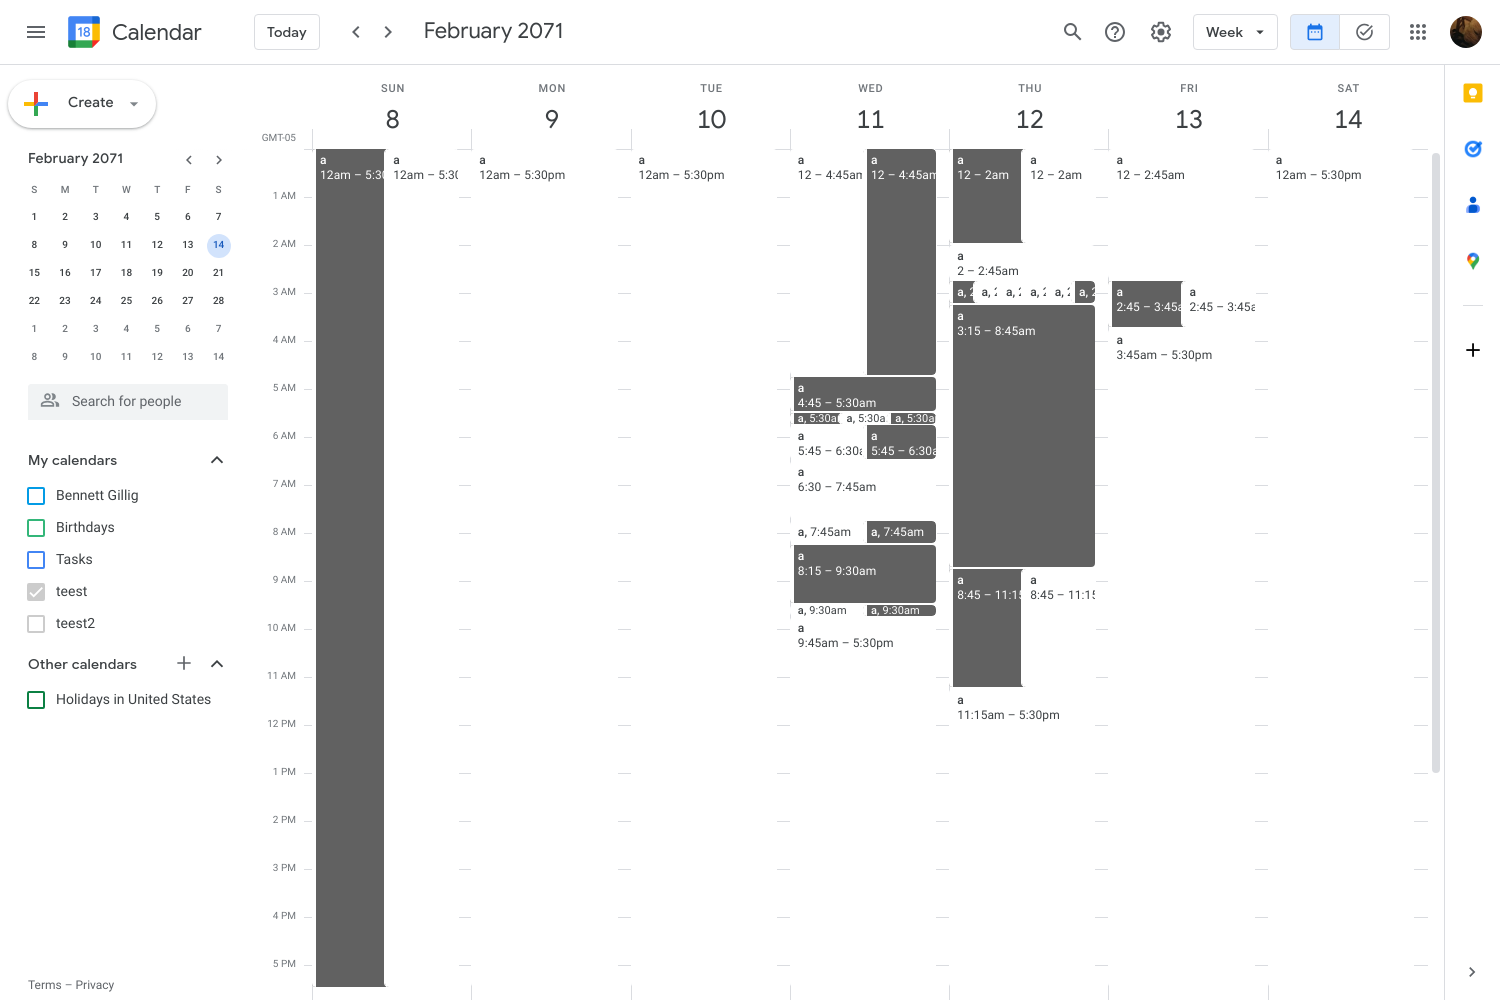 18 Calendar Today February 2071 Week
Create
SUN MON TUE WED THU FRI SAT
8 9 10 11 12 13 14
GMT-05
February 2071
S M T W T F S
1 2 3 4 5 6 7
8 9 10 11 12 13 14
15 16 17 18 19 20 21
22 23 24 25 26 27 28
1 2 3 4 5 6 7
8 9 10 11 12 13 14
Search for people
My calendars
Bennett Gillig
Birthdays
Tasks
teest
teest2
Other calendars
Holidays in United States
Terms – Privacy
1 AM
2 AM
3 AM
4 AM
5 AM
6 AM
7 AM
8 AM
9 AM
10 AM
11 AM
12 PM
1 PM
2 PM
3 PM
4 PM
5 PM
a
12am – 5:30
a
12am – 5:30
a
12am – 5:30pm
a
12am – 5:30pm
a
12 – 4:45am
a
12 – 4:45am
a
4:45 – 5:30am
a, 5:30a
a, 5:30a
a, 5:30a
a
5:45 – 6:30a
a
5:45 – 6:30a
a
6:30 – 7:45am
a, 7:45am
a, 7:45am
a
8:15 – 9:30am
a, 9:30am
a, 9:30am
a
9:45am – 5:30pm
a
12 – 2am
a
12 – 2am
a
2 – 2:45am
a, 2
a, 2
a, 2
a, 2
a, 2
a, 2
a
3:15 – 8:45am
a
8:45 – 11:15
a
8:45 – 11:15
a
11:15am – 5:30pm
a
12 – 2:45am
a
2:45 – 3:45a
a
2:45 – 3:45a
a
3:45am – 5:30pm
a
12am – 5:30pm